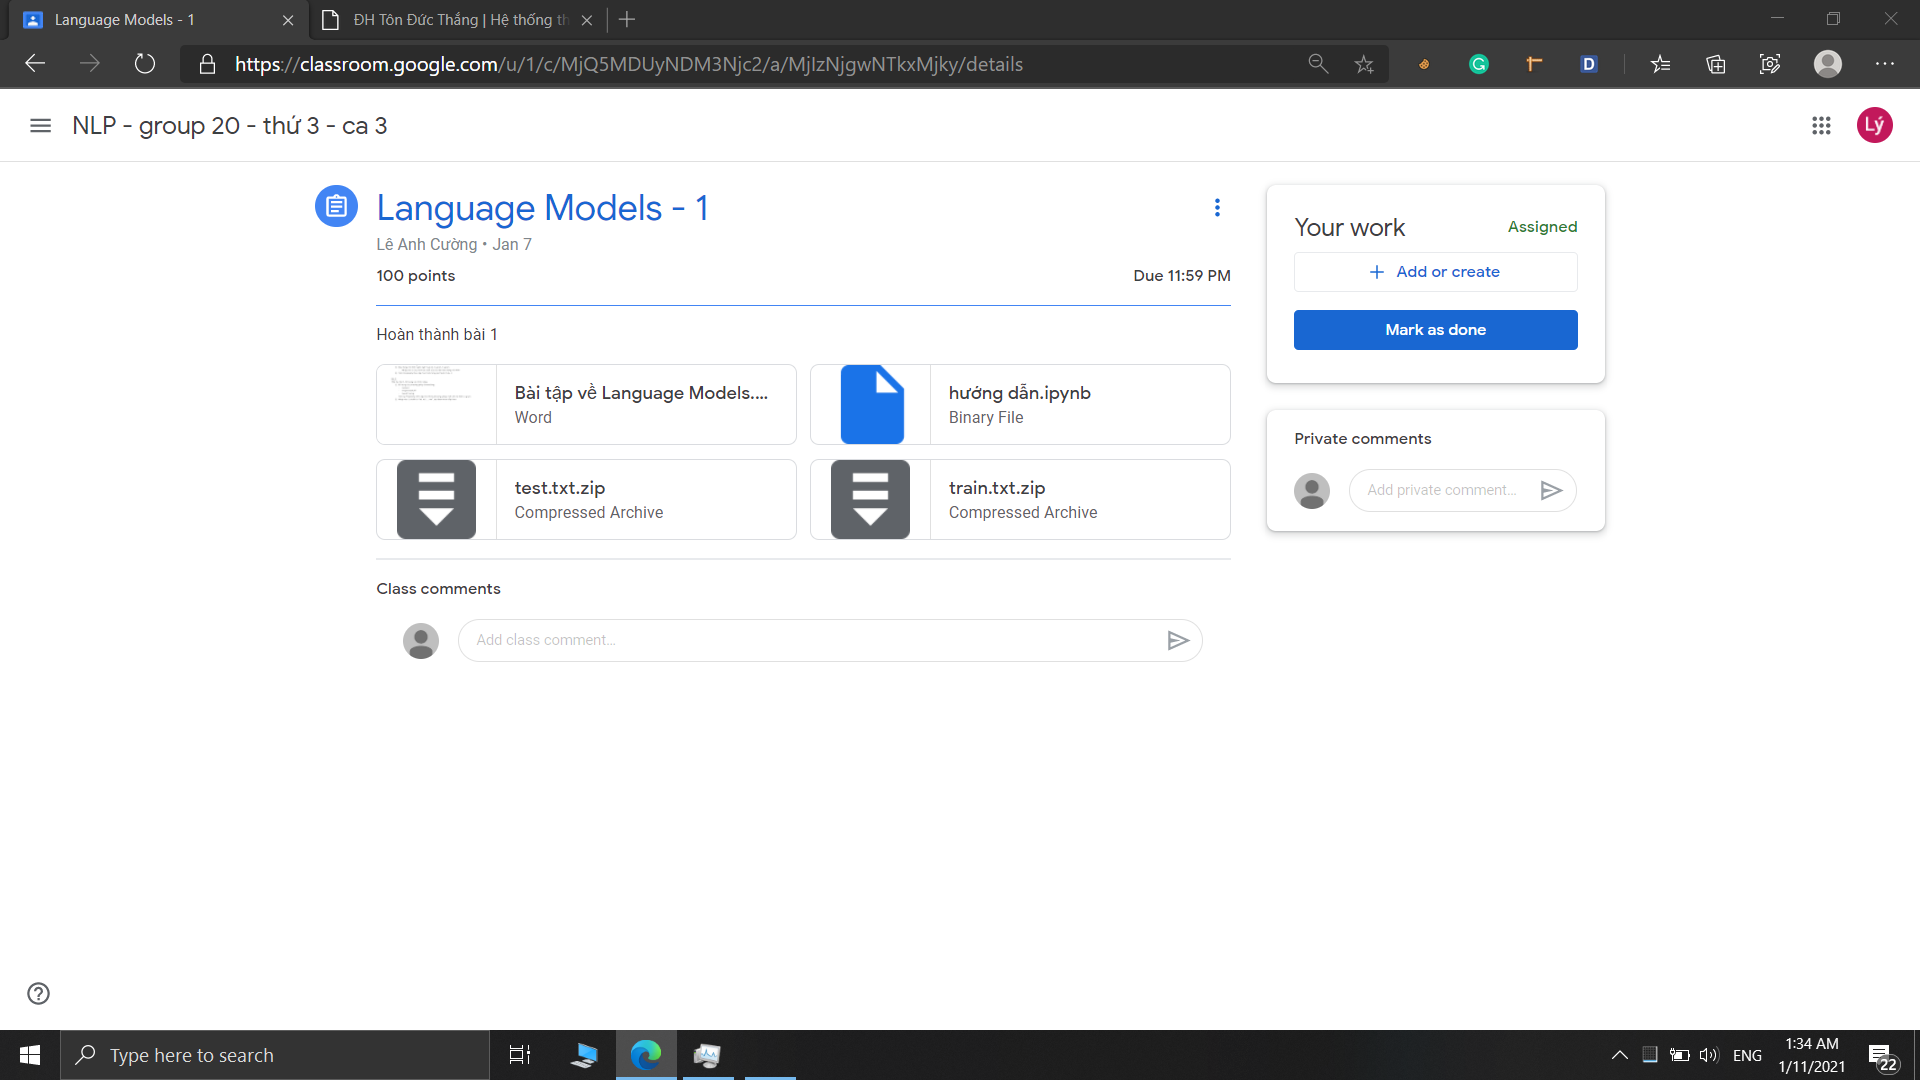 Language Models - 1
ĐH Tôn Đức Thắng | Hệ thống th
https://classroom.google.com/u/1/c/MjQ5MDUyNDM3Njc2/a/MjIzNjgwNTkxMjky/details
NLP - group 20 - thứ 3 - ca 3
Lý
Language Models - 1
Lê Anh Cường • Jan 7
100 points
Due 11:59 PM
Hoàn thành bài 1
Bài tập về Language Models....
Word
hướng dẫn.ipynb
Binary File
test.txt.zip
Compressed Archive
train.txt.zip
Compressed Archive
Class comments
Add class comment...
Your work
Assigned
+ Add or create
Mark as done
Private comments
Add private comment...
Type here to search
ENG
1:34 AM
1/11/2021
22